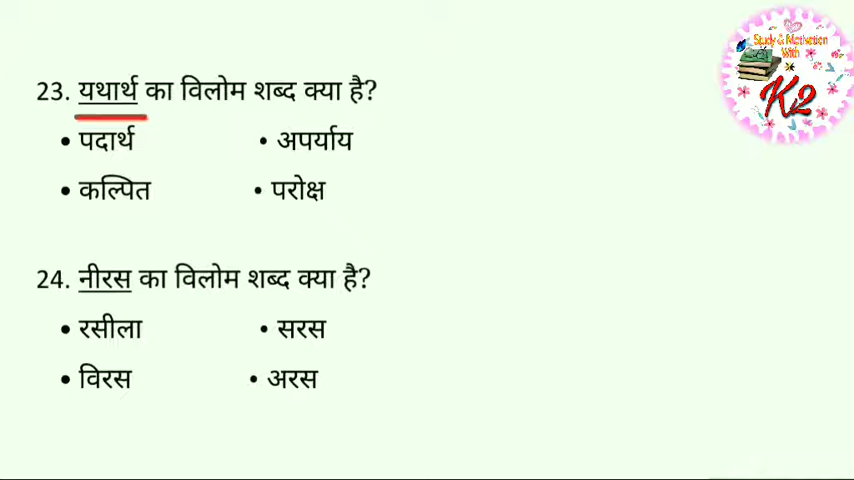 Study & Motivation
With
K2
23. यथार्थ का विलोम शब्द क्या है?
• पदार्थ • अपर्याय
• कल्पित • परोक्ष
24. नीरस का विलोम शब्द क्या है?
• रसीला • सरस
• विरस • अरस